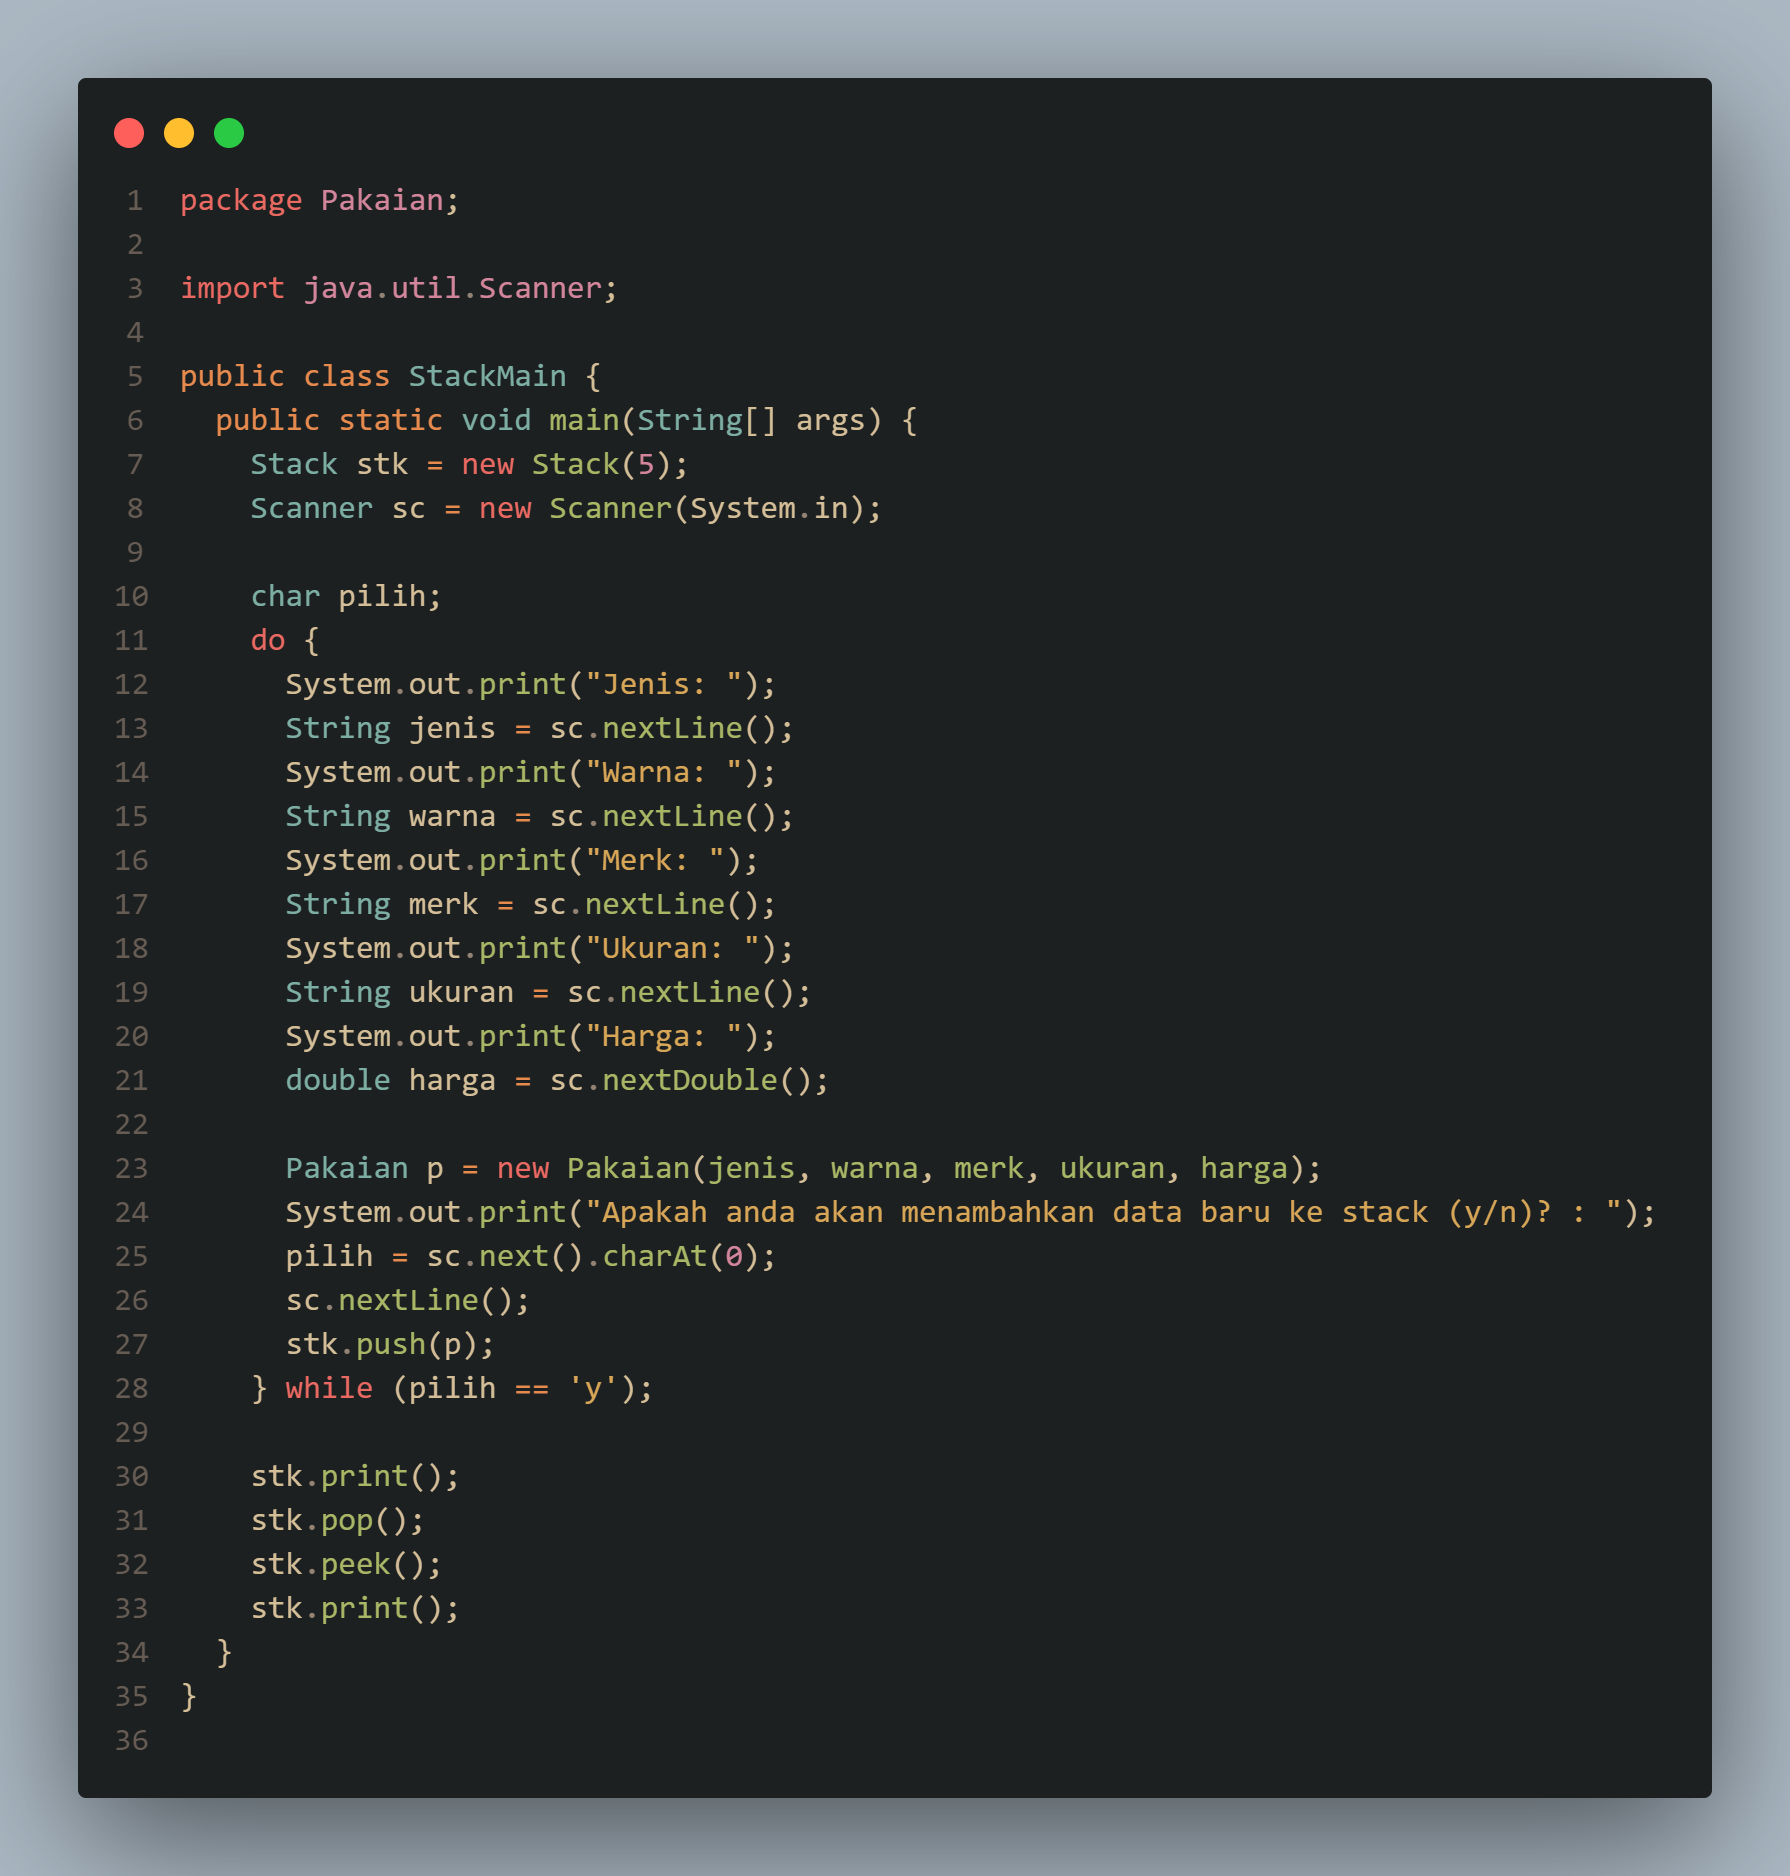 1 package Pakaian;
2
3 import java.util.Scanner;
4
5 public class StackMain {
6   public static void main(String[] args) {
7     Stack stk = new Stack(5);
8     Scanner sc = new Scanner(System.in);
9
10     char pilih;
11     do {
12       System.out.print("Jenis: ");
13       String jenis = sc.nextLine();
14       System.out.print("Warna: ");
15       String warna = sc.nextLine();
16       System.out.print("Merk: ");
17       String merk = sc.nextLine();
18       System.out.print("Ukuran: ");
19       String ukuran = sc.nextLine();
20       System.out.print("Harga: ");
21       double harga = sc.nextDouble();
22
23       Pakaian p = new Pakaian(jenis, warna, merk, ukuran, harga);
24       System.out.print("Apakah anda akan menambahkan data baru ke stack (y/n)? : ");
25       pilih = sc.next().charAt(0);
26       sc.nextLine();
27       stk.push(p);
28     } while (pilih == 'y');
29
30     stk.print();
31     stk.pop();
32     stk.peek();
33     stk.print();
34   }
35 }
36